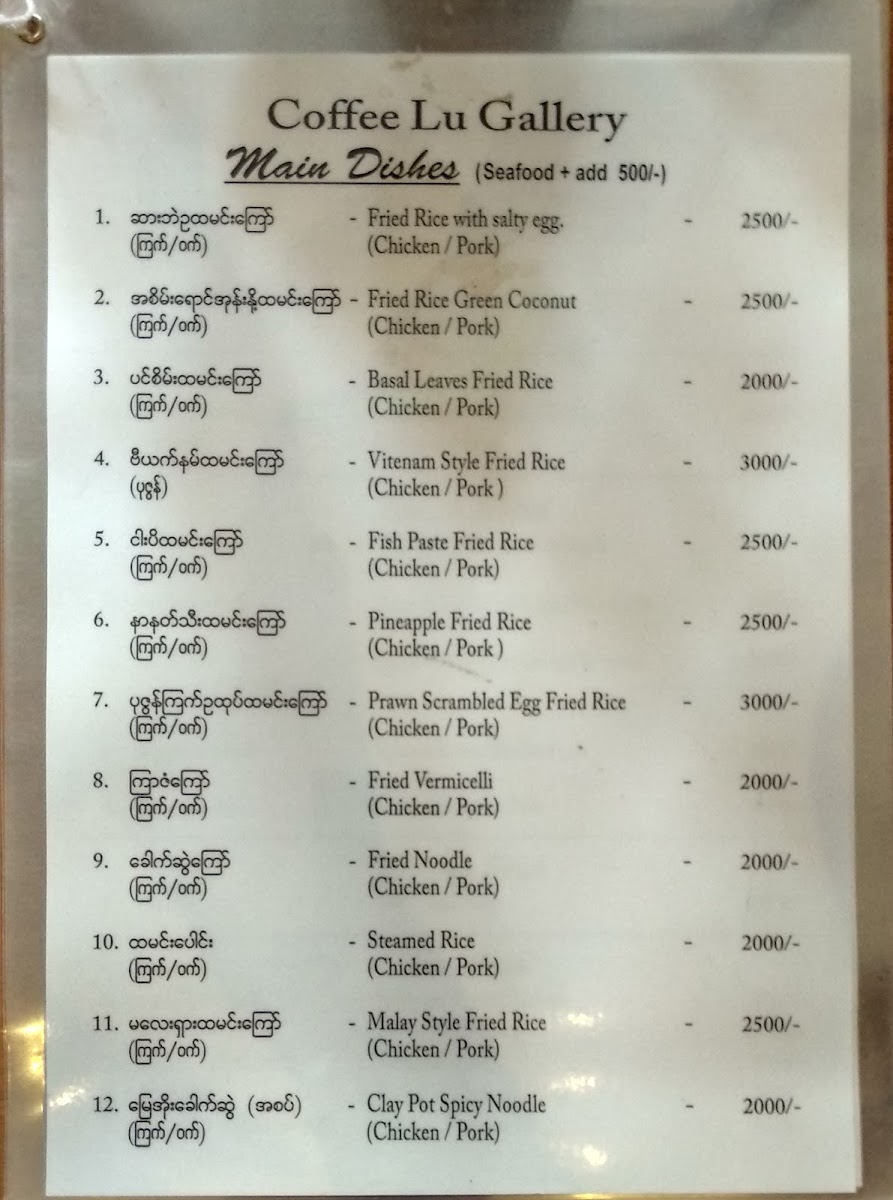 Coffee Lu Gallery
Main Dishes (Seafood + add 500/-)
1. ဆားဘဲဥထမင်းကြော် - Fried Rice with salty egg. - 2500/-
(ကြက်/ဝက်) (Chicken / Pork)
2. အစိမ်းရောင်အုန်းနို့ထမင်းကြော် - Fried Rice Green Coconut - 2500/-
(ကြက်/ဝက်) (Chicken / Pork)
3. ပင်စိမ်းထမင်းကြော် - Basal Leaves Fried Rice - 2000/-
(ကြက်/ဝက်) (Chicken / Pork)
4. ဗီယက်နမ်ထမင်းကြော် - Vitenam Style Fried Rice - 3000/-
(ပုဇွန်) (Chicken / Pork )
5. ငါးပိထမင်းကြော် - Fish Paste Fried Rice - 2500/-
(ကြက်/ဝက်) (Chicken / Pork)
6. နာနတ်သီးထမင်းကြော် - Pineapple Fried Rice - 2500/-
(ကြက်/ဝက်) (Chicken / Pork )
7. ပုဇွန်ကြက်ဥထုပ်ထမင်းကြော် - Prawn Scrambled Egg Fried Rice - 3000/-
(ကြက်/ဝက်) (Chicken / Pork)
8. ကြာဇံကြော် - Fried Vermicelli - 2000/-
(ကြက်/ဝက်) (Chicken / Pork)
9. ခေါက်ဆွဲကြော် - Fried Noodle - 2000/-
(ကြက်/ဝက်) (Chicken / Pork)
10. ထမင်းပေါင်း - Steamed Rice - 2000/-
(ကြက်/ဝက်) (Chicken / Pork)
11. မလေးရှားထမင်းကြော် - Malay Style Fried Rice - 2500/-
(ကြက်/ဝက်) (Chicken / Pork)
12. မြေအိုးခေါက်ဆွဲ (အစပ်) - Clay Pot Spicy Noodle - 2000/-
(ကြက်/ဝက်) (Chicken / Pork)